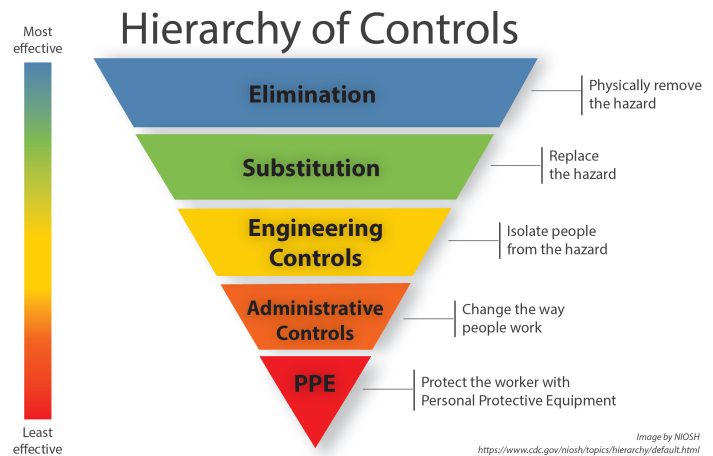 Hierarchy of Controls
Most
effective
Elimination
Physically remove
the hazard
Substitution
Replace
the hazard
Engineering
Controls
Isolate people
from the hazard
Administrative
Controls
Change the way
people work
PPE
Protect the worker with
Personal Protective Equipment
Least
effective
Image by NIOSH
https://www.cdc.gov/niosh/topics/hierarchy/default.html